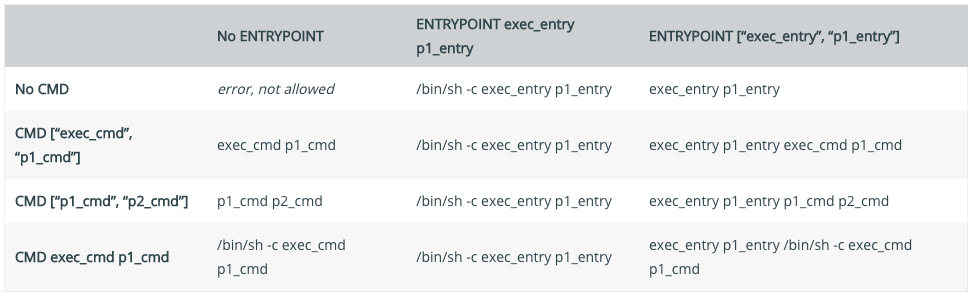 No ENTRYPOINT
ENTRYPOINT exec_entry
p1_entry
ENTRYPOINT [“exec_entry”, “p1_entry”]
No CMD
error, not allowed
/bin/sh -c exec_entry p1_entry
exec_entry p1_entry
CMD [“exec_cmd”,
“p1_cmd”]
exec_cmd p1_cmd
/bin/sh -c exec_entry p1_entry
exec_entry p1_entry exec_cmd p1_cmd
CMD [“p1_cmd”, “p2_cmd”]
p1_cmd p2_cmd
/bin/sh -c exec_entry p1_entry
exec_entry p1_entry p1_cmd p2_cmd
CMD exec_cmd p1_cmd
/bin/sh -c exec_cmd
p1_cmd
/bin/sh -c exec_entry p1_entry
exec_entry p1_entry /bin/sh -c exec_cmd
p1_cmd